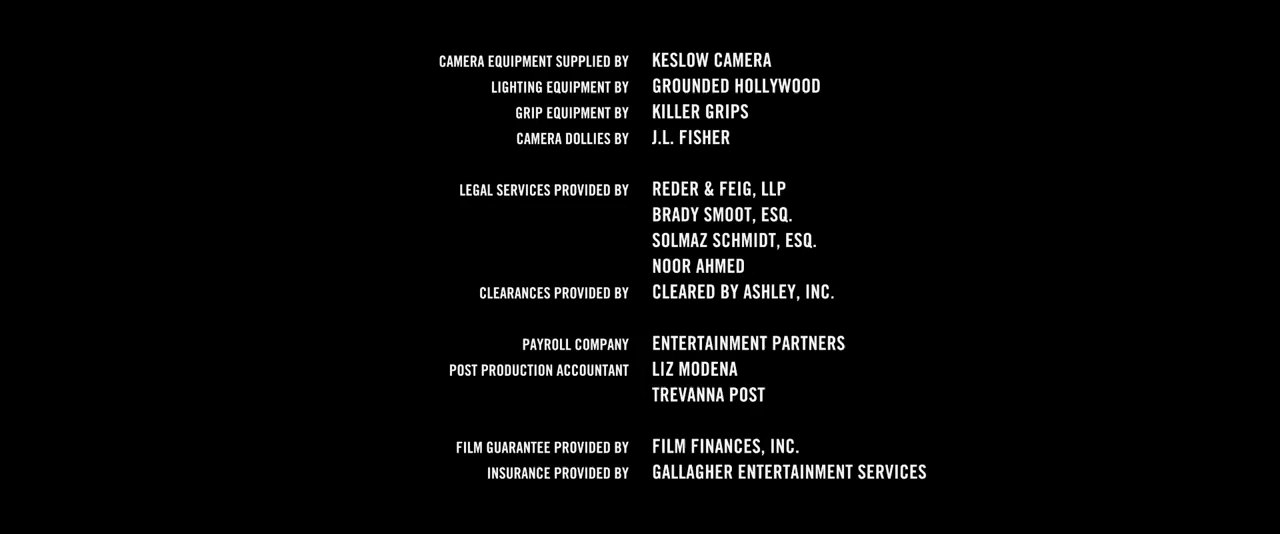 CAMERA EQUIPMENT SUPPLIED BY KESLOW CAMERA
LIGHTING EQUIPMENT BY GROUNDED HOLLYWOOD
GRIP EQUIPMENT BY KILLER GRIPS
CAMERA DOLLIES BY J.L. FISHER
LEGAL SERVICES PROVIDED BY REDER & FEIG, LLP
BRADY SMOOT, ESQ.
SOLMAZ SCHMIDT, ESQ.
NOOR AHMED
CLEARANCES PROVIDED BY CLEARED BY ASHLEY, INC.
PAYROLL COMPANY ENTERTAINMENT PARTNERS
POST PRODUCTION ACCOUNTANT LIZ MODENA
TREVANNA POST
FILM GUARANTEE PROVIDED BY FILM FINANCES, INC.
INSURANCE PROVIDED BY GALLAGHER ENTERTAINMENT SERVICES